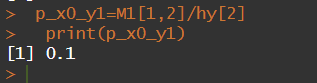 >  p_x0_y1=M1[1,2]/hy[2]
>   print(p_x0_y1)
[1] 0.1
>